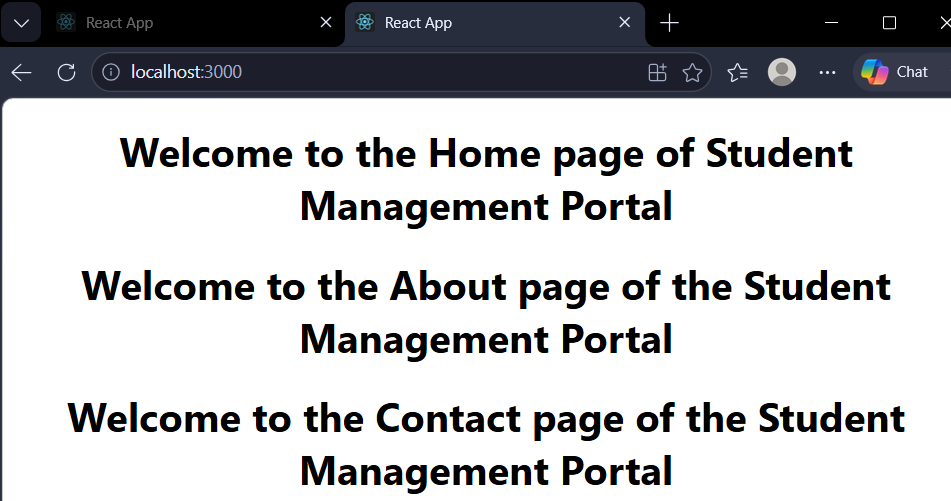 React App
React App
localhost:3000
Chat
Welcome to the Home page of Student
Management Portal
Welcome to the About page of the Student
Management Portal
Welcome to the Contact page of the Student
Management Portal